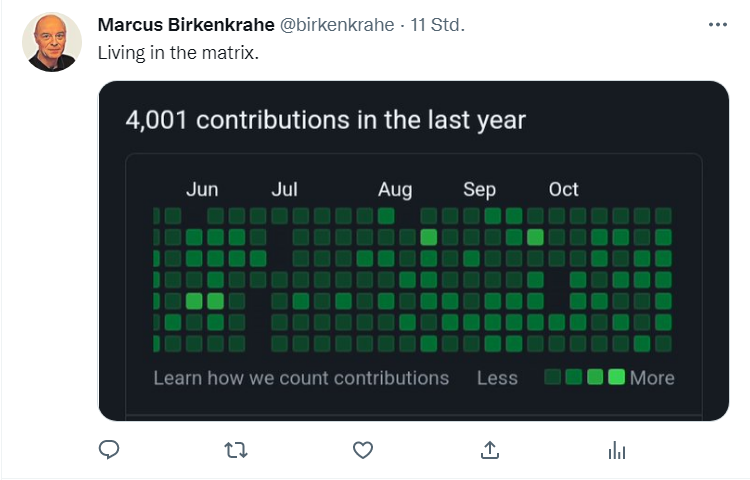 Marcus Birkenkrahe @birkenkrahe · 11 Std.
Living in the matrix.
4,001 contributions in the last year
Jun Jul Aug Sep Oct
Learn how we count contributions Less More